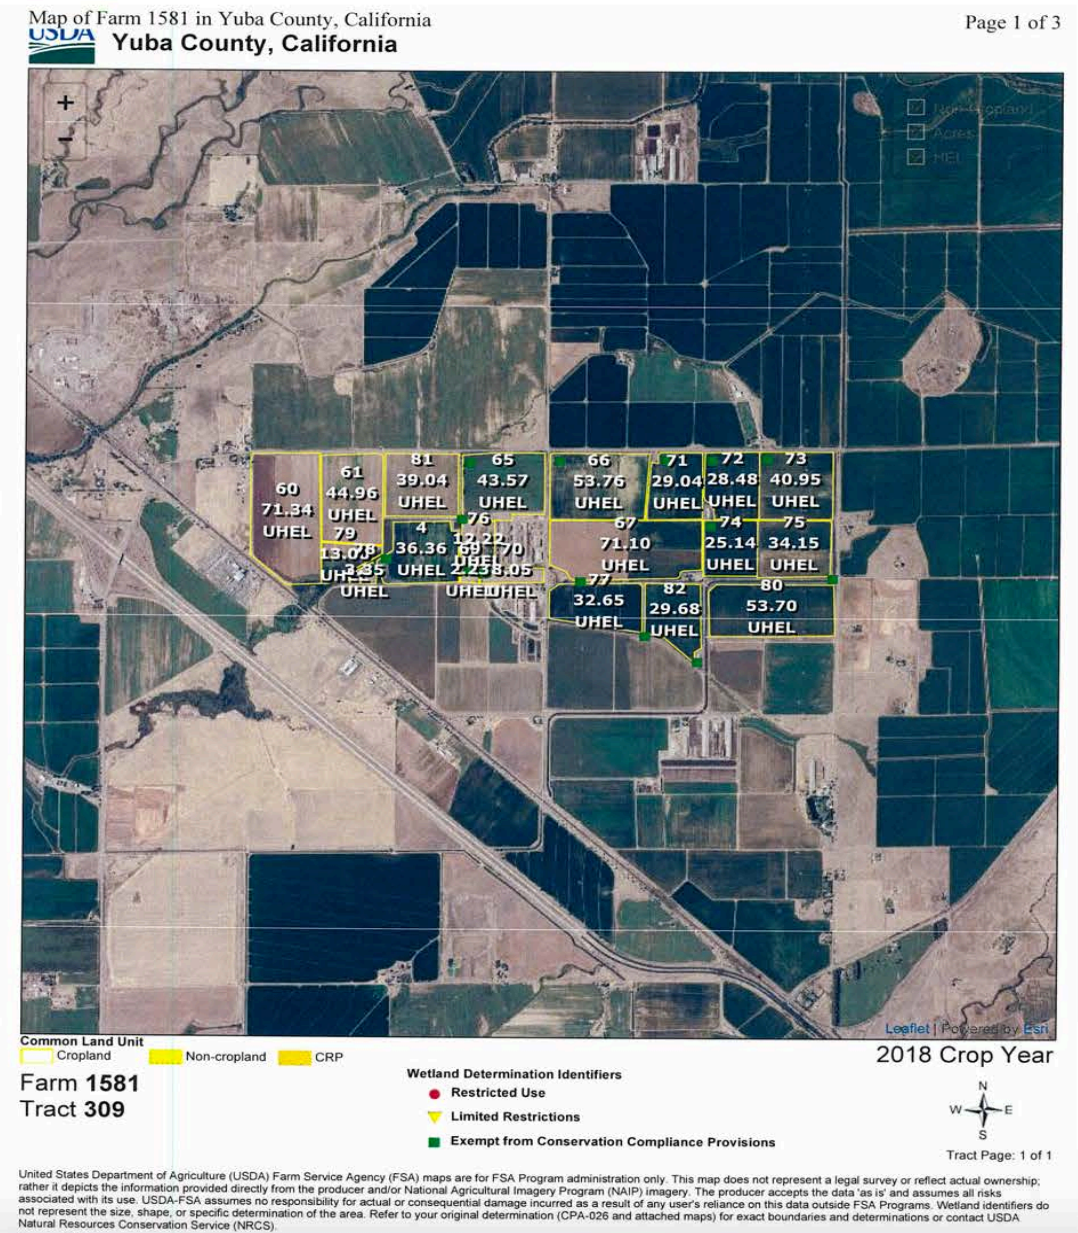 Map of Farm 1581 in Yuba County, California
Page 1 of 3
USDA
Yuba County, California
+
-
Non-Cropland
Acres
HEL
60
71.34
UHEL
61
44.96
UHEL
81
39.04
UHEL
65
43.57
UHEL
66
53.76
UHEL
71
29.04
UHEL
72
28.48
UHEL
73
40.95
UHEL
79
UHEL
78
3.35
UHEL
4
36.36
UHEL
76
12.22
UHEL
69
UHEL
70
UHEL
67
71.10
UHEL
74
25.14
UHEL
75
34.15
UHEL
77
32.65
UHEL
82
29.68
UHEL
80
53.70
UHEL
Leaflet | Powered by Esri
Common Land Unit
Cropland
Non-cropland
CRP
2018 Crop Year
Farm 1581
Tract 309
Wetland Determination Identifiers
Restricted Use
Limited Restrictions
Exempt from Conservation Compliance Provisions
N
W E
S
Tract Page: 1 of 1
United States Department of Agriculture (USDA) Farm Service Agency (FSA) maps are for FSA Program administration only. This map does not represent a legal survey or reflect actual ownership;
rather it depicts the information provided directly from the producer and/or National Agricultural Imagery Program (NAIP) imagery. The producer accepts the data 'as is' and assumes all risks
associated with its use. USDA-FSA assumes no responsibility for actual or consequential damage incurred as a result of any user's reliance on this data outside FSA Programs. Wetland identifiers do
not represent the size, shape, or specific determination of the area. Refer to your original determination (CPA-026 and attached maps) for exact boundaries and determinations or contact USDA
Natural Resources Conservation Service (NRCS).